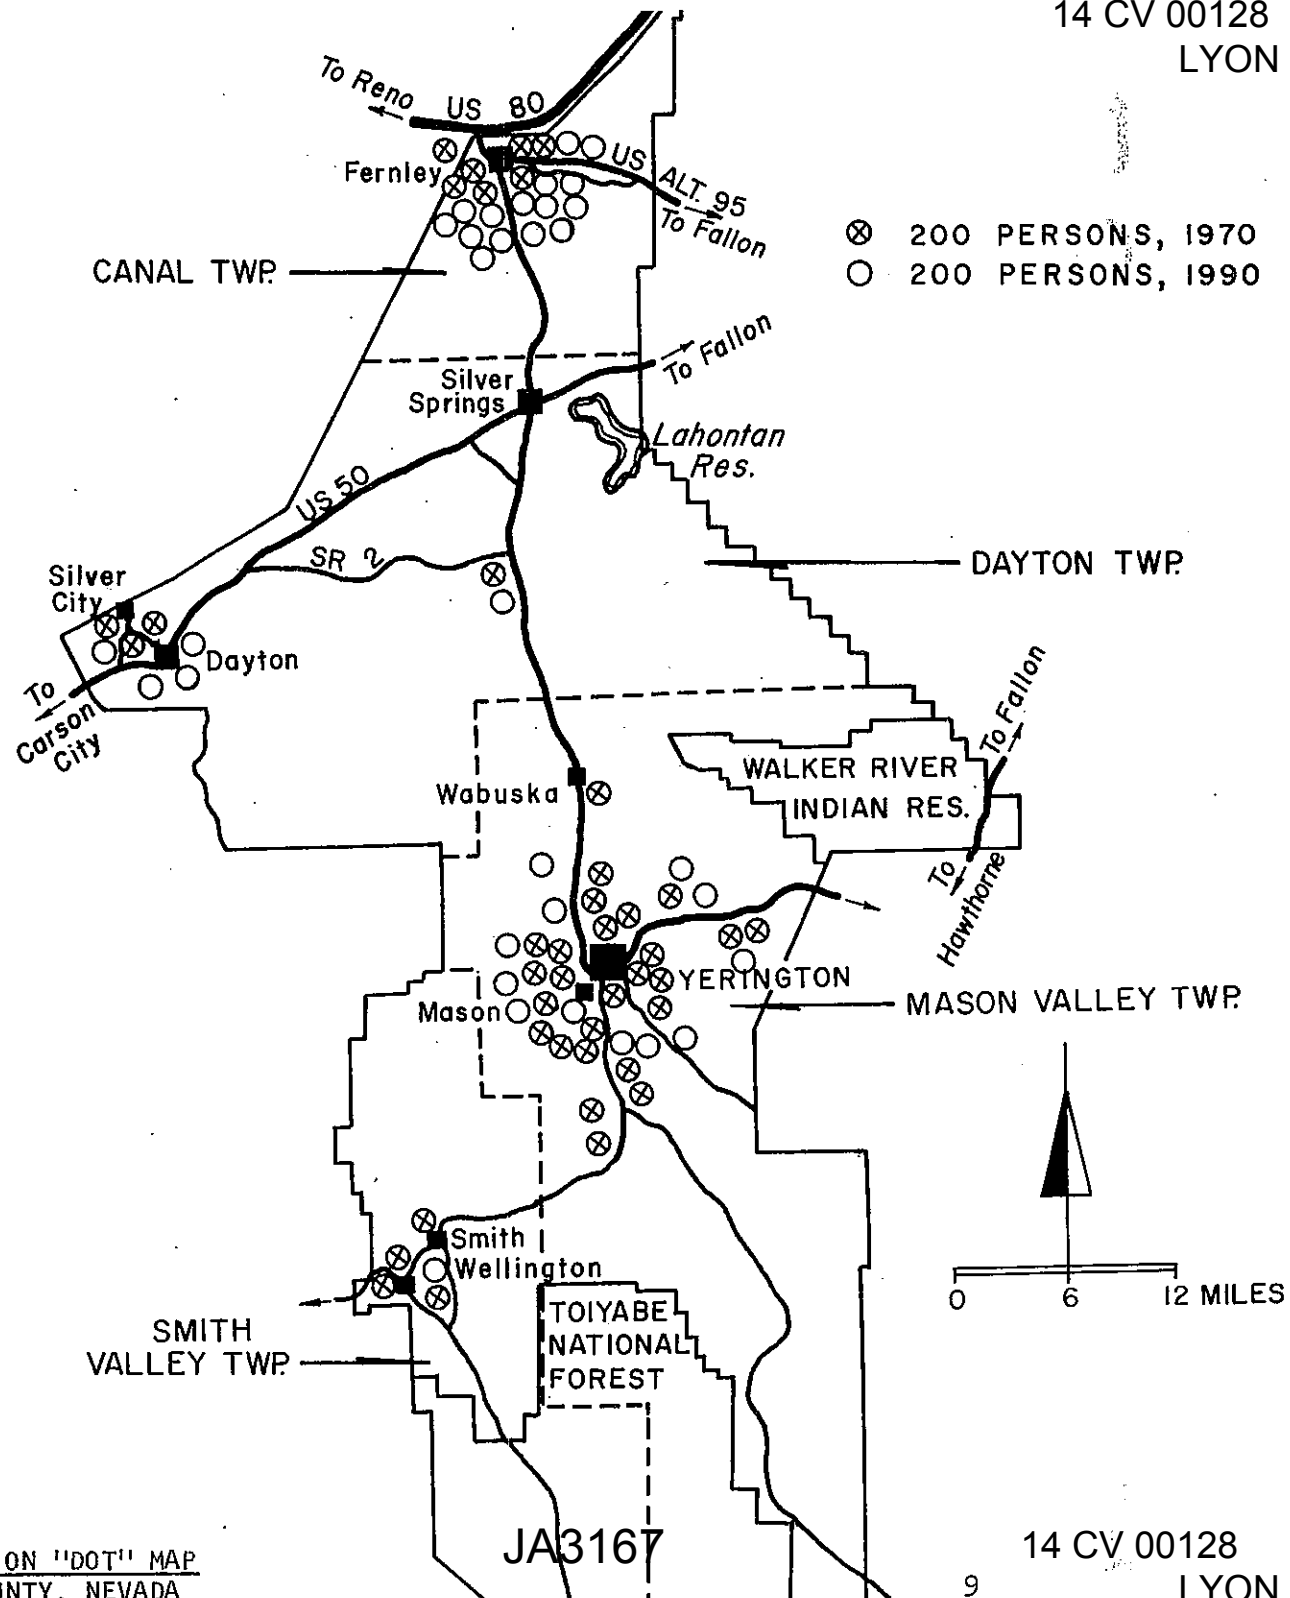 14 CV 00128
LYON
To Reno
US 80
Fernley
US ALT. 95
To Fallon
200 PERSONS, 1970
200 PERSONS, 1990
CANAL TWP.
To Fallon
Silver
Springs
Lahontan
Res.
US 50
SR 2
DAYTON TWP.
Silver
City
Dayton
To
Carson
City
To Fallon
WALKER RIVER
INDIAN RES.
Wabuska
To
Hawthorne
YERINGTON
Mason
MASON VALLEY TWP.
Smith
Wellington
0 6 12 MILES
TOIYABE
NATIONAL
FOREST
SMITH
VALLEY TWP.
JA3167
14 CV 00128
LYON
ON "DOT" MAP
UNTY, NEVADA
9